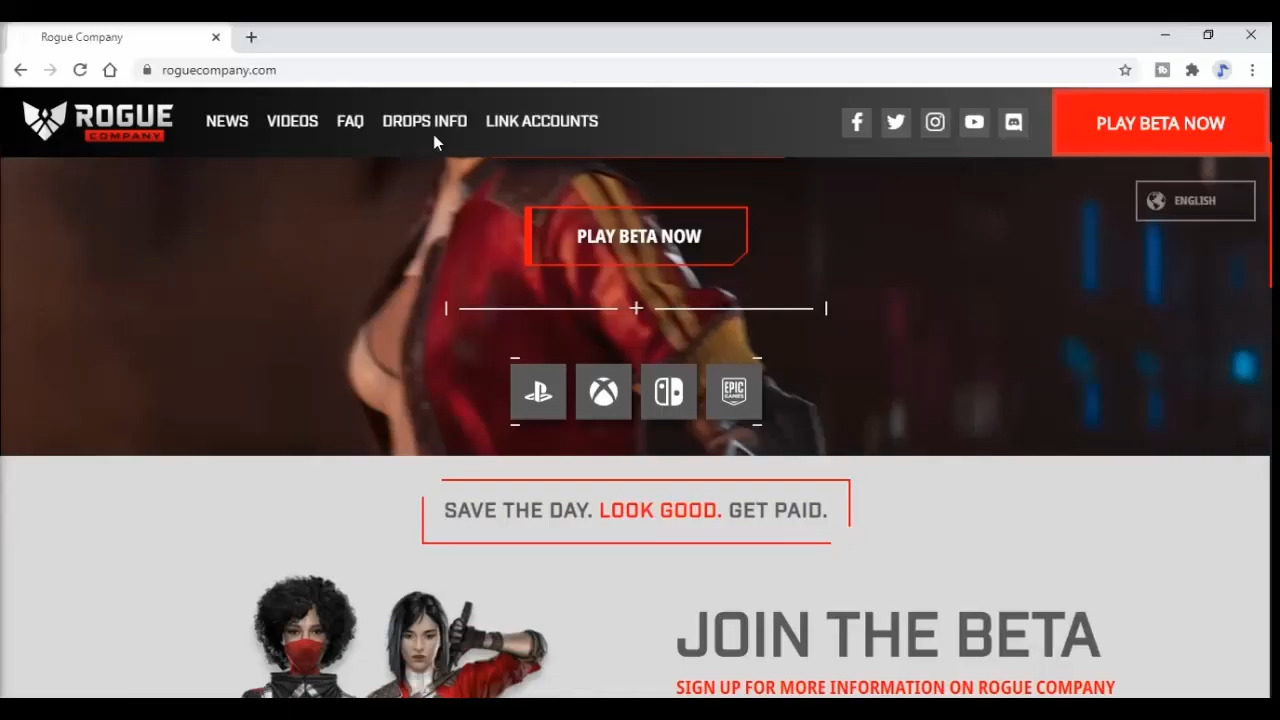 Rogue Company
roguecompany.com
ROGUE
COMPANY
NEWS VIDEOS FAQ DROPS INFO LINK ACCOUNTS
PLAY BETA NOW
ENGLISH
PLAY BETA NOW
EPIC
GAMES
SAVE THE DAY. LOOK GOOD. GET PAID.
JOIN THE BETA
SIGN UP FOR MORE INFORMATION ON ROGUE COMPANY